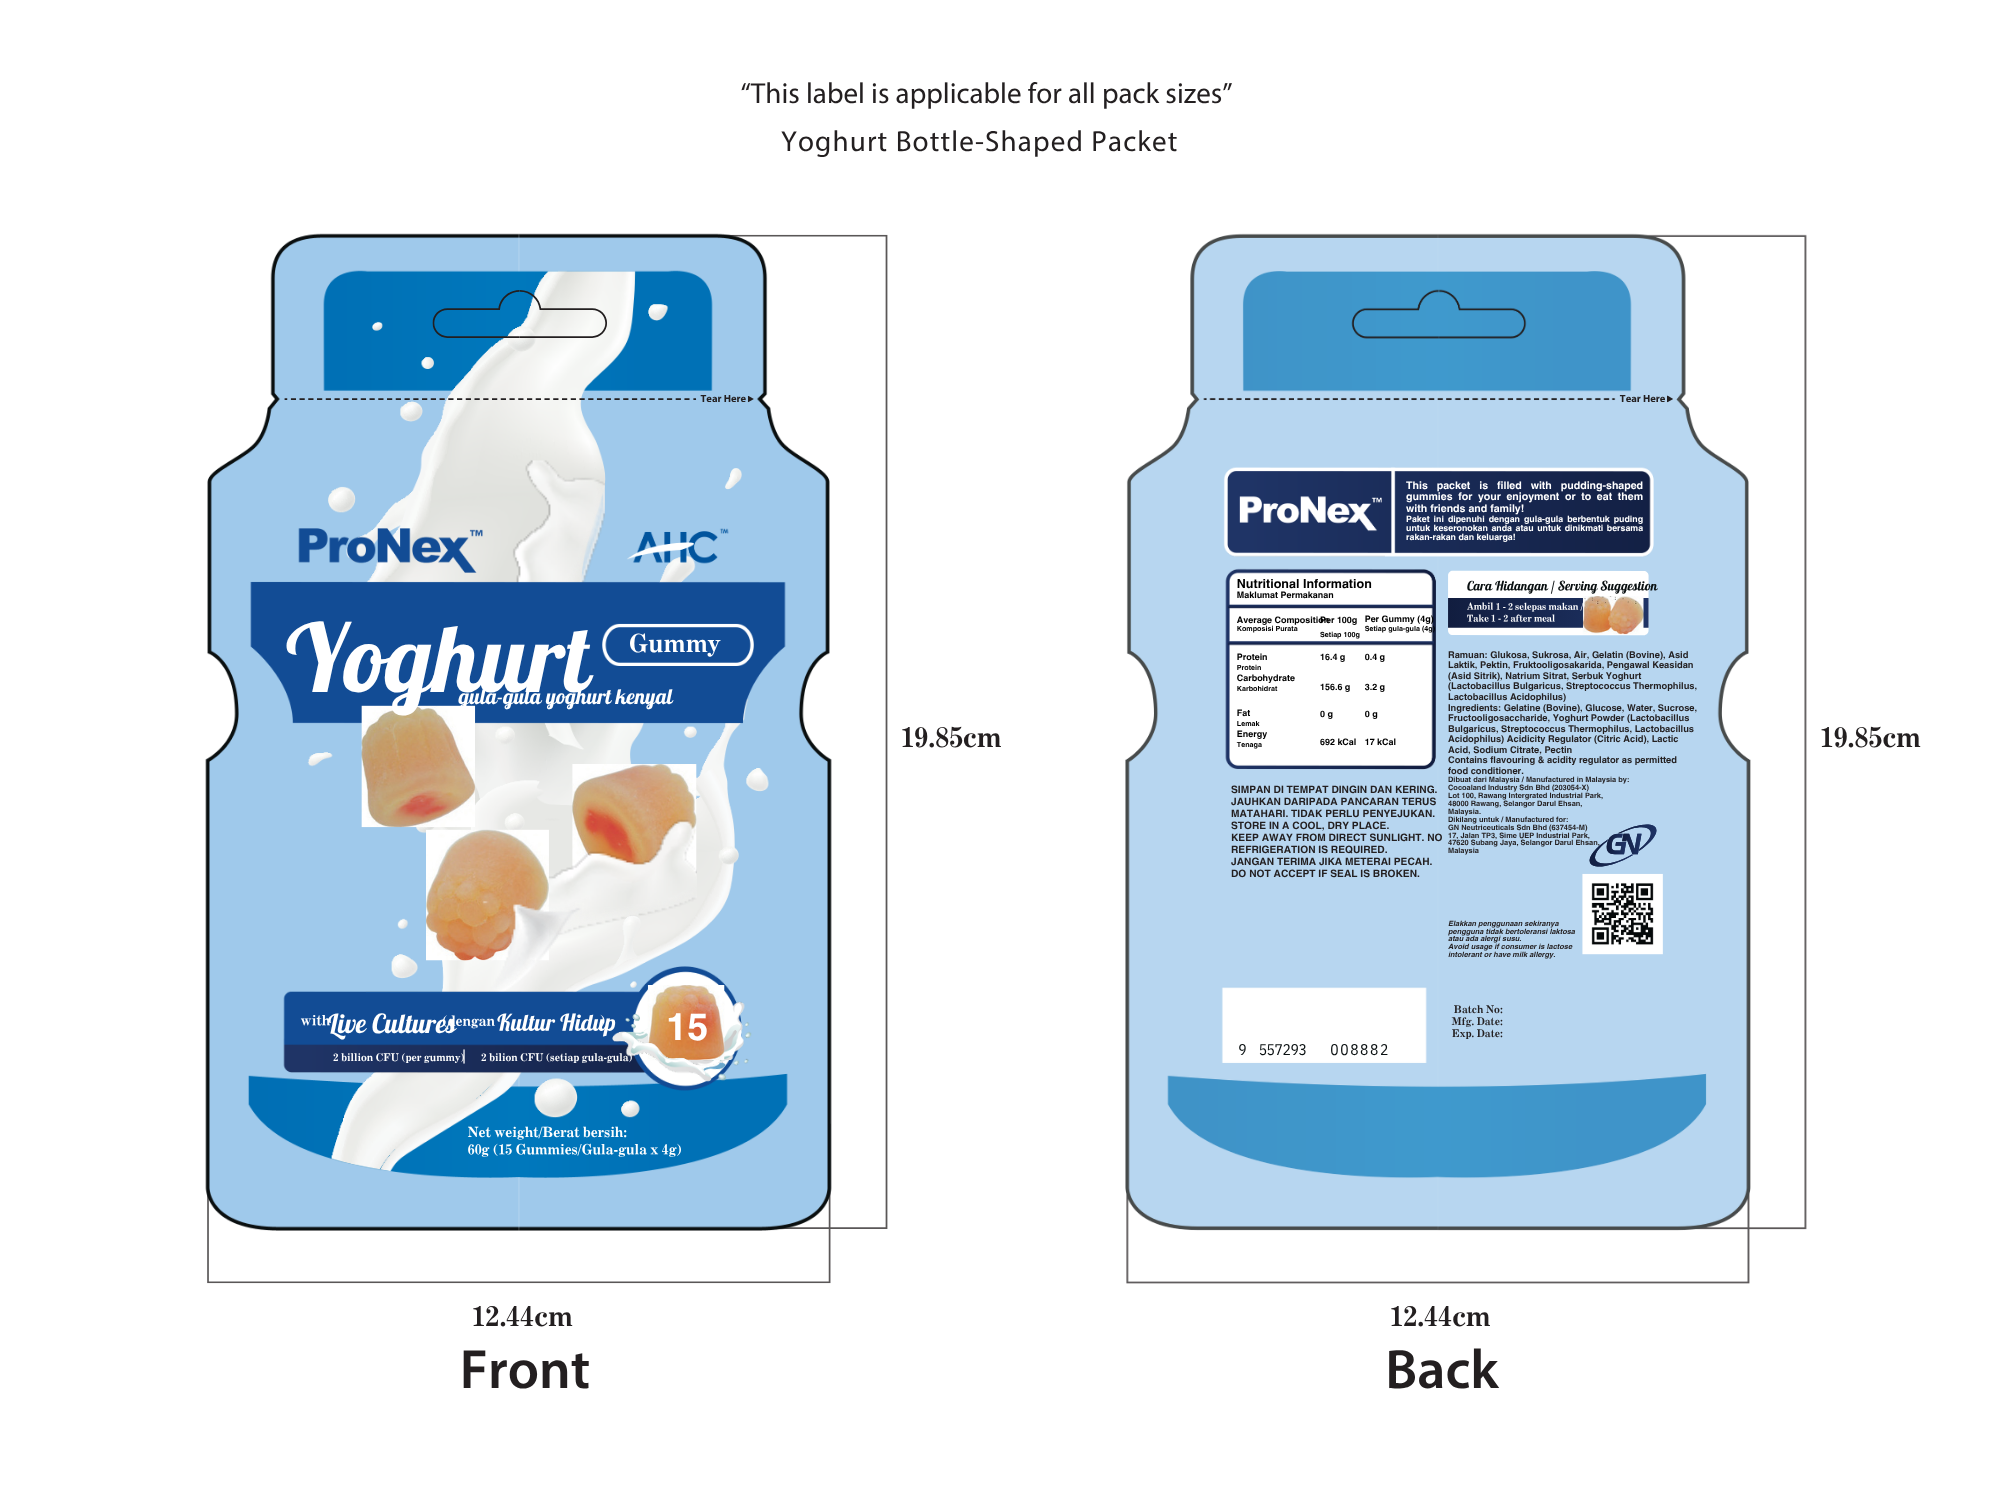 “This label is applicable for all pack sizes”
Yoghurt Bottle-Shaped Packet
Tear Here
ProNex™
AHC™
Yoghurt
Gummy
gula-gula yoghurt kenyal
with Live Cultures (dengan Kultur Hidup)
2 billion CFU (per gummy)| 2 bilion CFU (setiap gula-gula)
15
Net weight/Berat bersih:
60g (15 Gummies/Gula-gula x 4g)
19.85cm
12.44cm
Front
Tear Here
ProNex™
This packet is filled with pudding-shaped
gummies for your enjoyment or to eat them
with friends and family!
Paket ini dipenuhi dengan gula-gula berbentuk puding
untuk keseronokan anda atau untuk dinikmati bersama
rakan-rakan dan keluarga!
Nutritional Information
Maklumat Permakanan
Average Composition Per 100g Per Gummy (4g)
Komposisi Purata Setiap 100g Setiap gula-gula (4g)
Protein 16.4 g 0.4 g
Protein
Carbohydrate
Karbohidrat 156.6 g 3.2 g
Fat 0 g 0 g
Lemak
Energy
Tenaga 692 kCal 17 kCal
SIMPAN DI TEMPAT DINGIN DAN KERING.
JAUHKAN DARIPADA PANCARAN TERUS
MATAHARI. TIDAK PERLU PENYEJUKAN.
STORE IN A COOL, DRY PLACE.
KEEP AWAY FROM DIRECT SUNLIGHT. NO
REFRIGERATION IS REQUIRED.
JANGAN TERIMA JIKA METERAI PECAH.
DO NOT ACCEPT IF SEAL IS BROKEN.
Cara Hidangan / Serving Suggestion
Ambil 1 - 2 selepas makan /
Take 1 - 2 after meal
Ramuan: Glukosa, Sukrosa, Air, Gelatin (Bovine), Asid
Laktik, Pektin, Fruktooligosakarida, Pengawal Keasidan
(Asid Sitrik), Natrium Sitrat, Serbuk Yoghurt
(Lactobacillus Bulgaricus, Streptococcus Thermophilus,
Lactobacillus Acidophilus)
Ingredients: Gelatine (Bovine), Glucose, Water, Sucrose,
Fructooligosaccharide, Yoghurt Powder (Lactobacillus
Bulgaricus, Streptococcus Thermophilus, Lactobacillus
Acidophilus) Acidicity Regulator (Citric Acid), Lactic
Acid, Sodium Citrate, Pectin
Contains flavouring & acidity regulator as permitted
food conditioner.
Dibuat dari Malaysia / Manufactured in Malaysia by:
Cocoaland Industry Sdn Bhd (203054-X)
Lot 100, Rawang Intergrated Industrial Park,
48000 Rawang, Selangor Darul Ehsan,
Malaysia.
Dikilang untuk / Manufactured for:
GN Neutriceuticals Sdn Bhd (637454-M)
17, Jalan TP3, Sime UEP Industrial Park,
47620 Subang Jaya, Selangor Darul Ehsan,
Malaysia
GN
Elakkan penggunaan sekiranya
pengguna tidak bertoleransi laktosa
atau ada alergi susu.
Avoid usage if consumer is lactose
intolerant or have milk allergy.
9 557293 008882
Batch No:
Mfg. Date:
Exp. Date:
19.85cm
12.44cm
Back